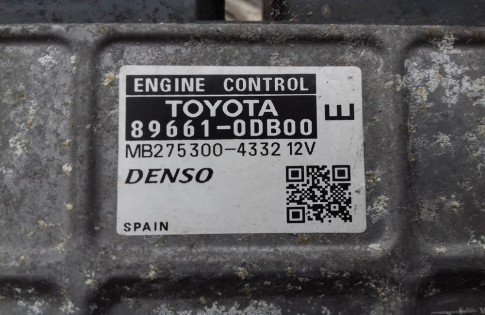 ENGINE CONTROL
TOYOTA
89661-0DB00
E
MB275300-4332 12V
DENSO
SPAIN